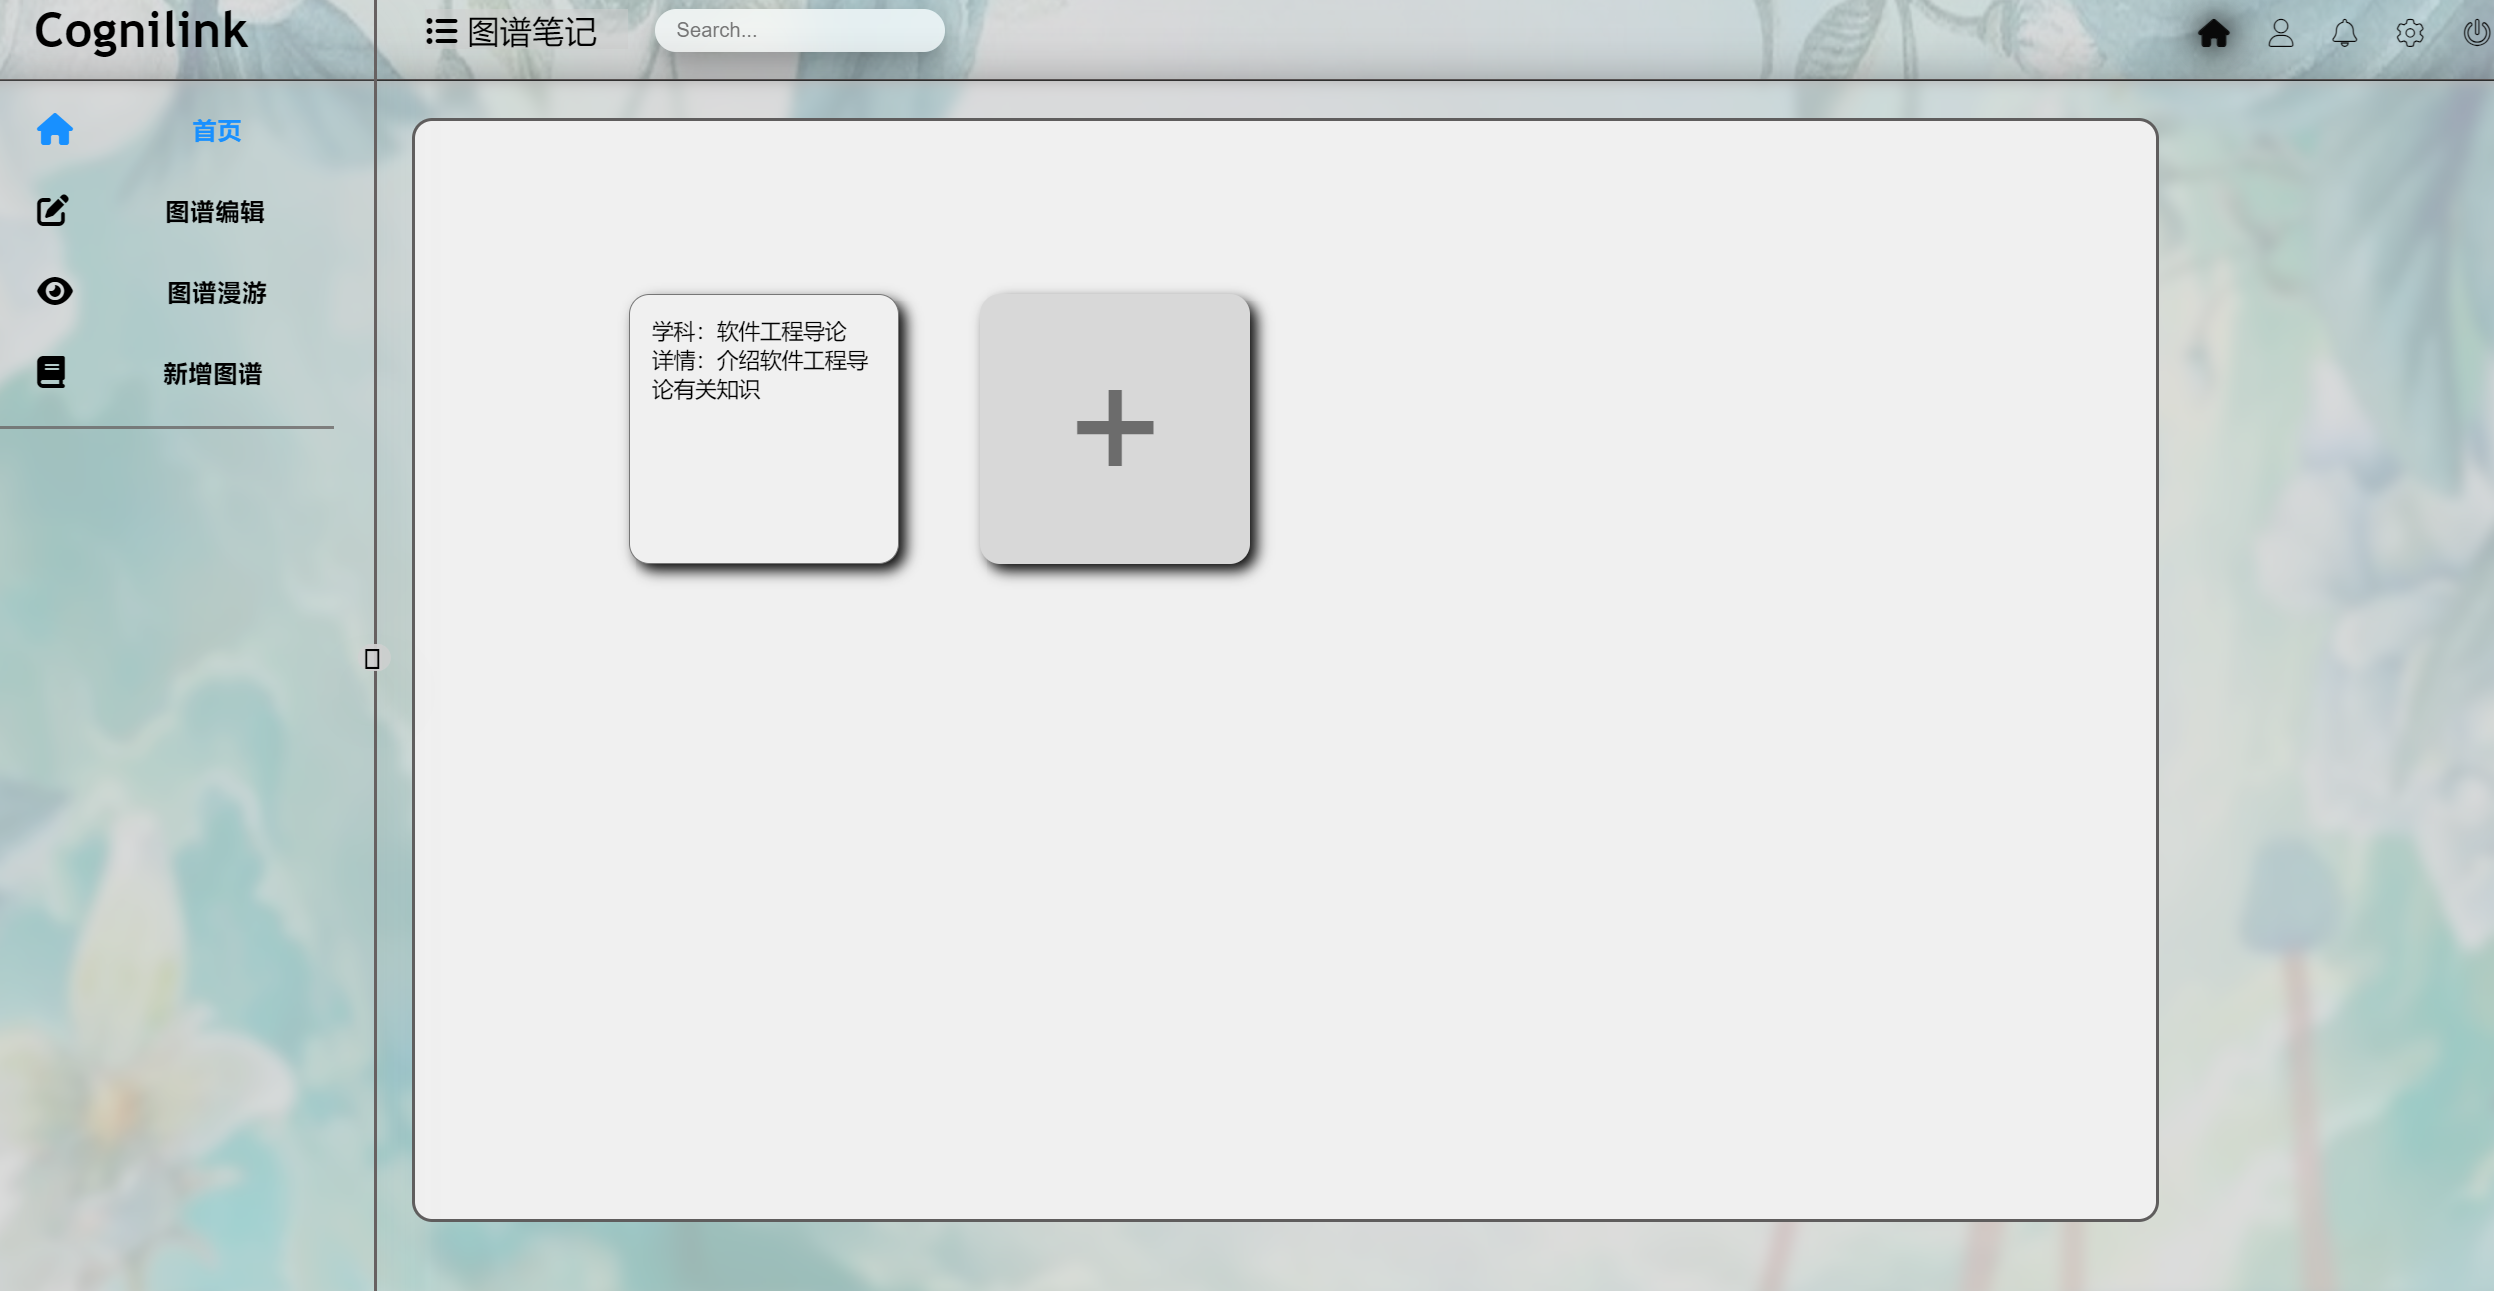 Cognilink
图谱笔记
Search...
首页
图谱编辑
图谱漫游
新增图谱
学科：软件工程导论
详情：介绍软件工程导
论有关知识